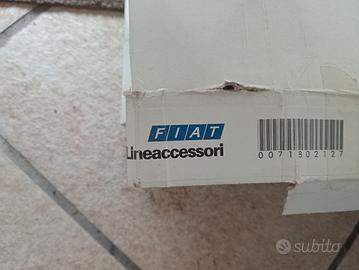 FIAT
Lineaccessori
0071802127
subito